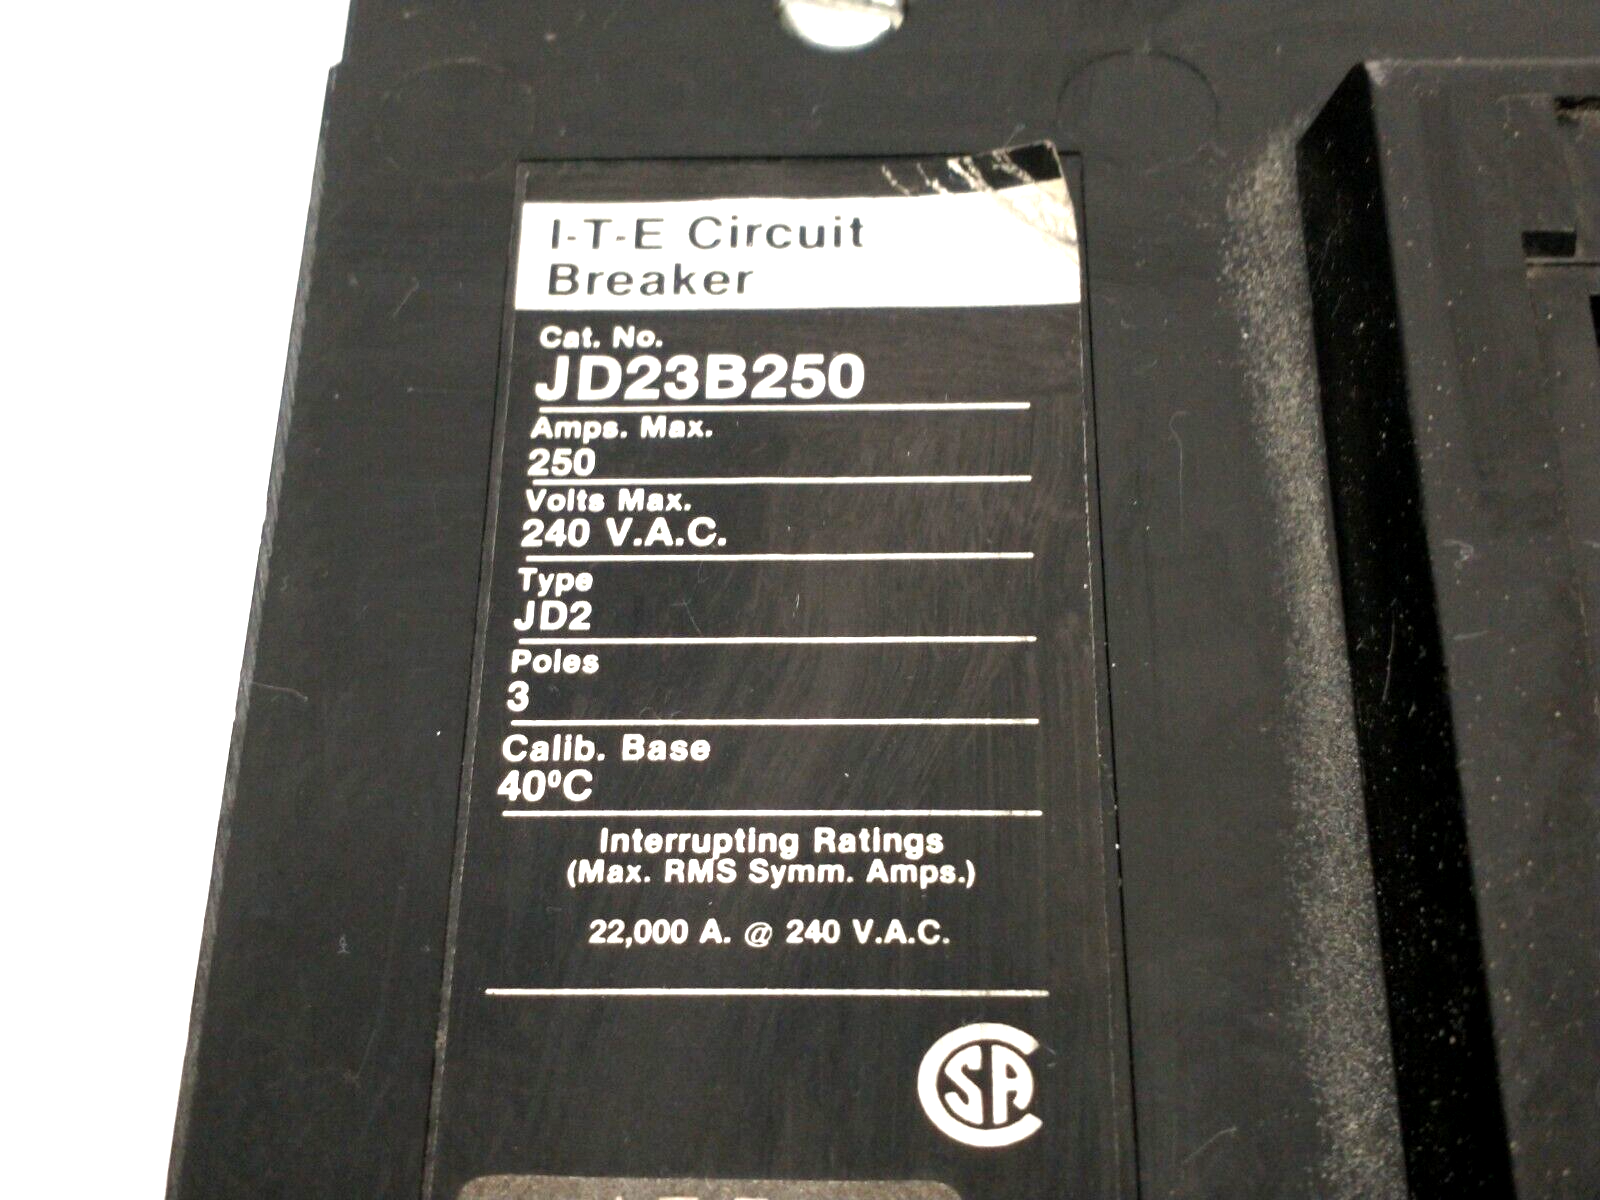 I-T-E Circuit
Breaker
Cat. No.
JD23B250
Amps. Max.
250
Volts Max.
240 V.A.C.
Type
JD2
Poles
3
Calib. Base
40ºC
Interrupting Ratings
(Max. RMS Symm. Amps.)
22,000 A. @ 240 V.A.C.
CSA